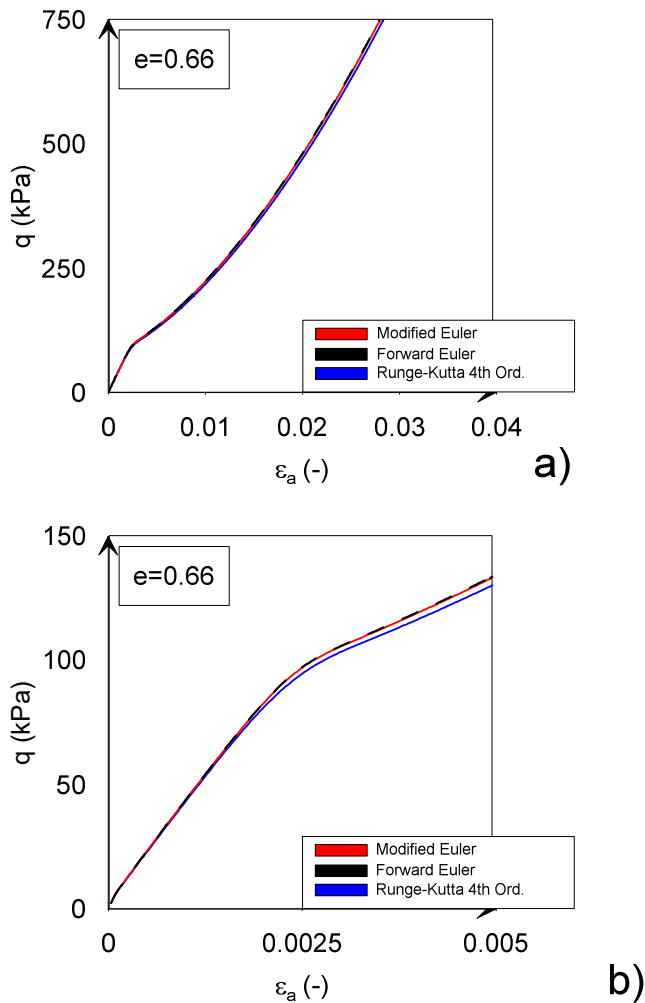 750
e=0.66
500
q (kPa)
250
Modified Euler
Forward Euler
Runge-Kutta 4th Ord.
0
0 0.01 0.02 0.03 0.04
εa (-)
a)
150
e=0.66
100
q (kPa)
50
Modified Euler
Forward Euler
Runge-Kutta 4th Ord.
0
0 0.0025 0.005
εa (-)
b)